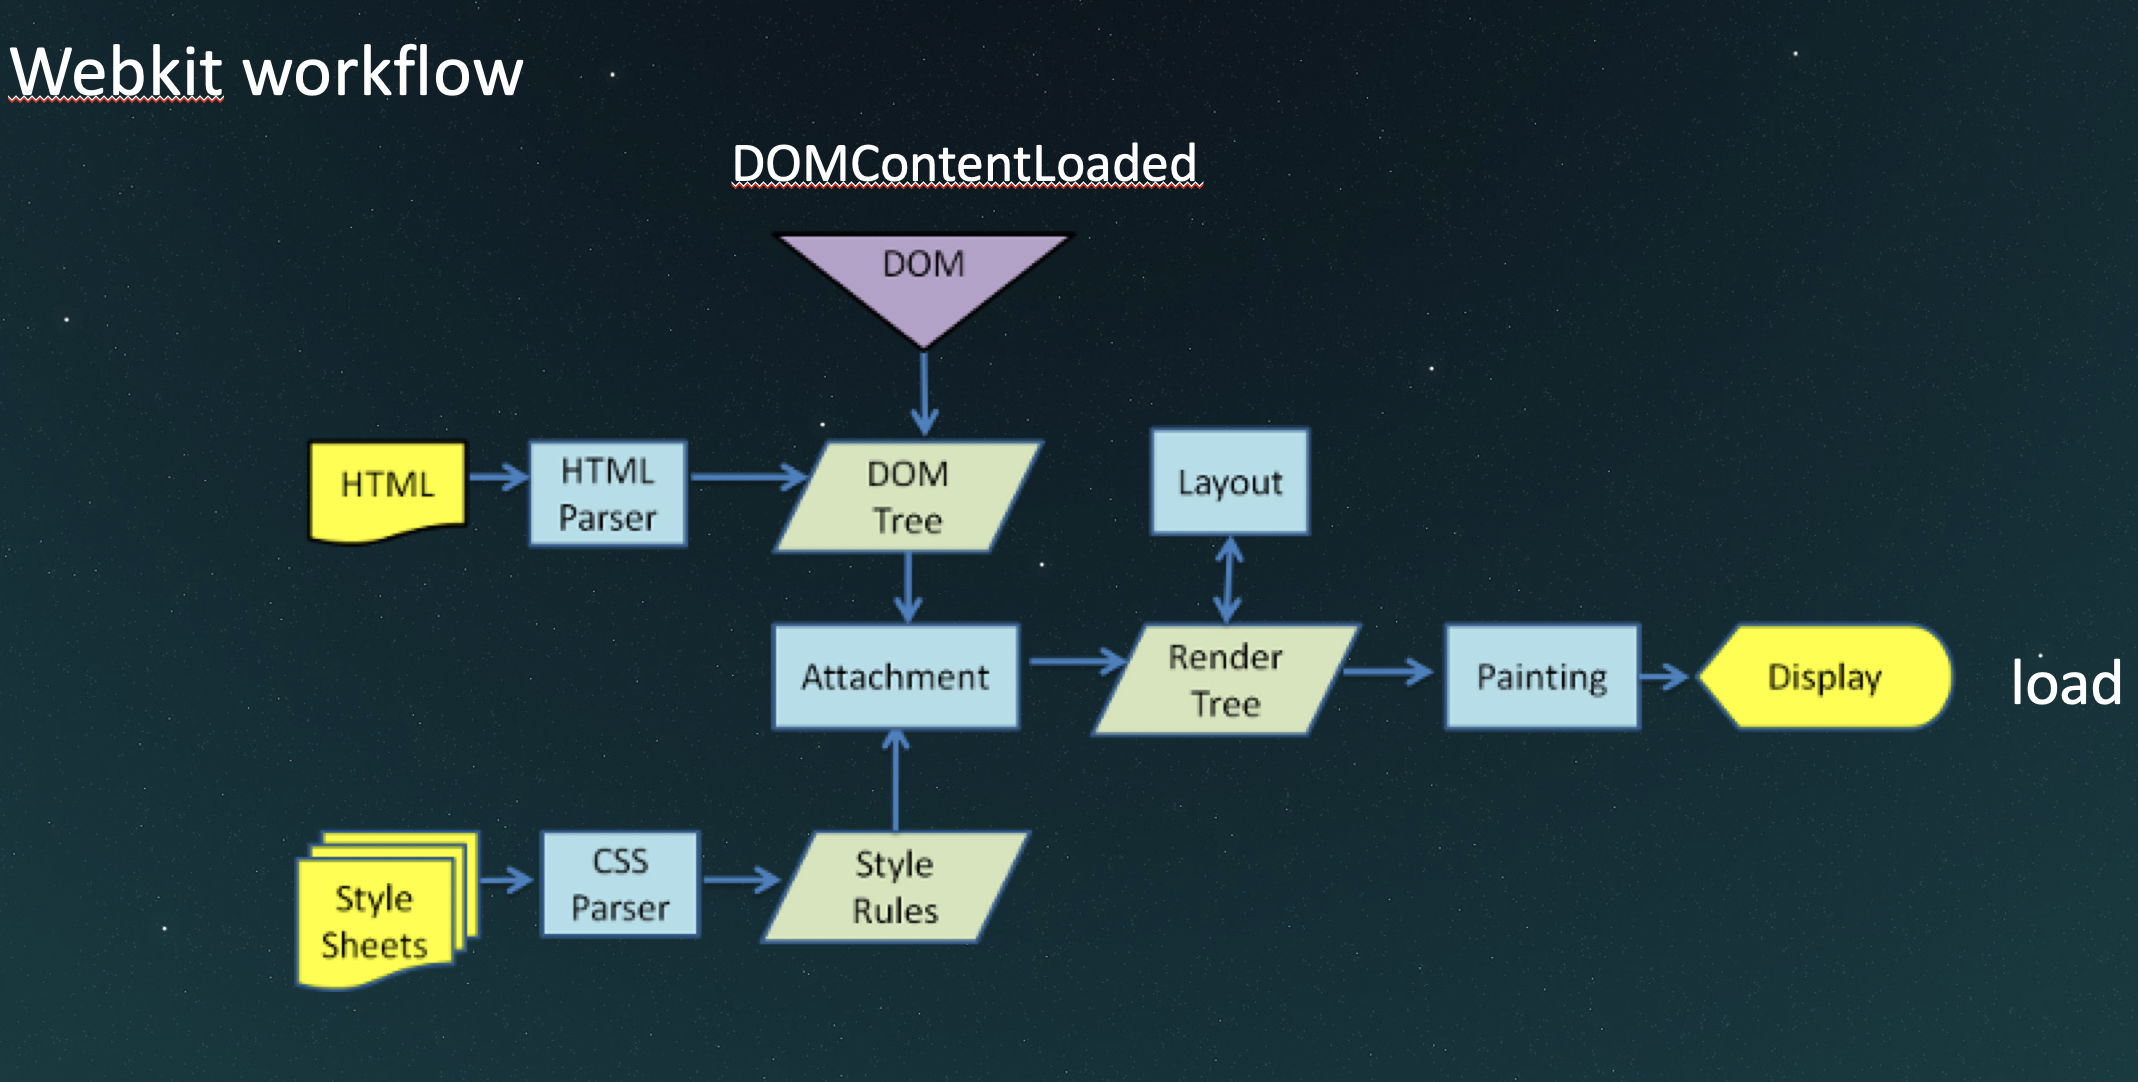 Webkit workflow
DOMContentLoaded
DOM
HTML
HTML
Parser
DOM
Tree
Layout
Attachment
Render
Tree
Painting
Display
load
Style
Sheets
CSS
Parser
Style
Rules